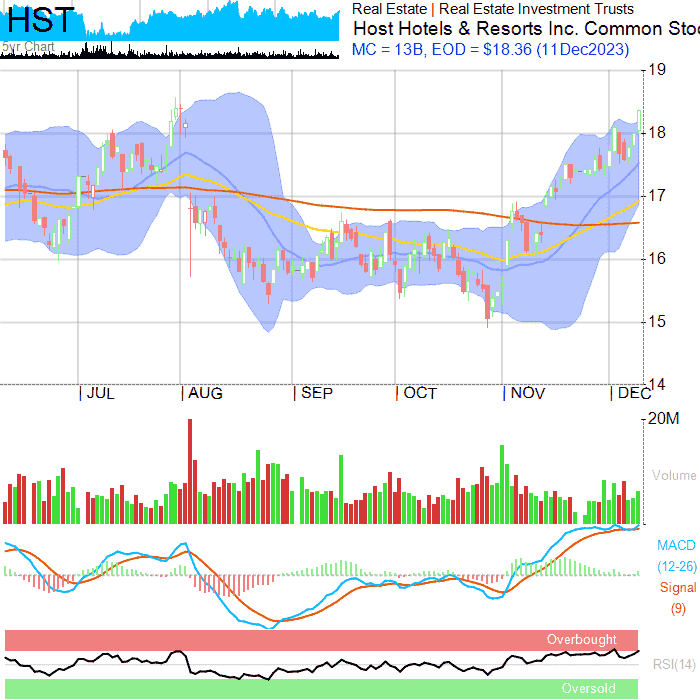 HST
5yr Chart
Real Estate | Real Estate Investment Trusts
Host Hotels & Resorts Inc. Common Stoc
MC = 13B, EOD = $18.36 (11Dec2023)
19
18
17
16
15
14
JUL AUG SEP OCT NOV DEC
20M
Volume
MACD
(12-26)
Signal
(9)
Overbought
RSI(14)
Oversold